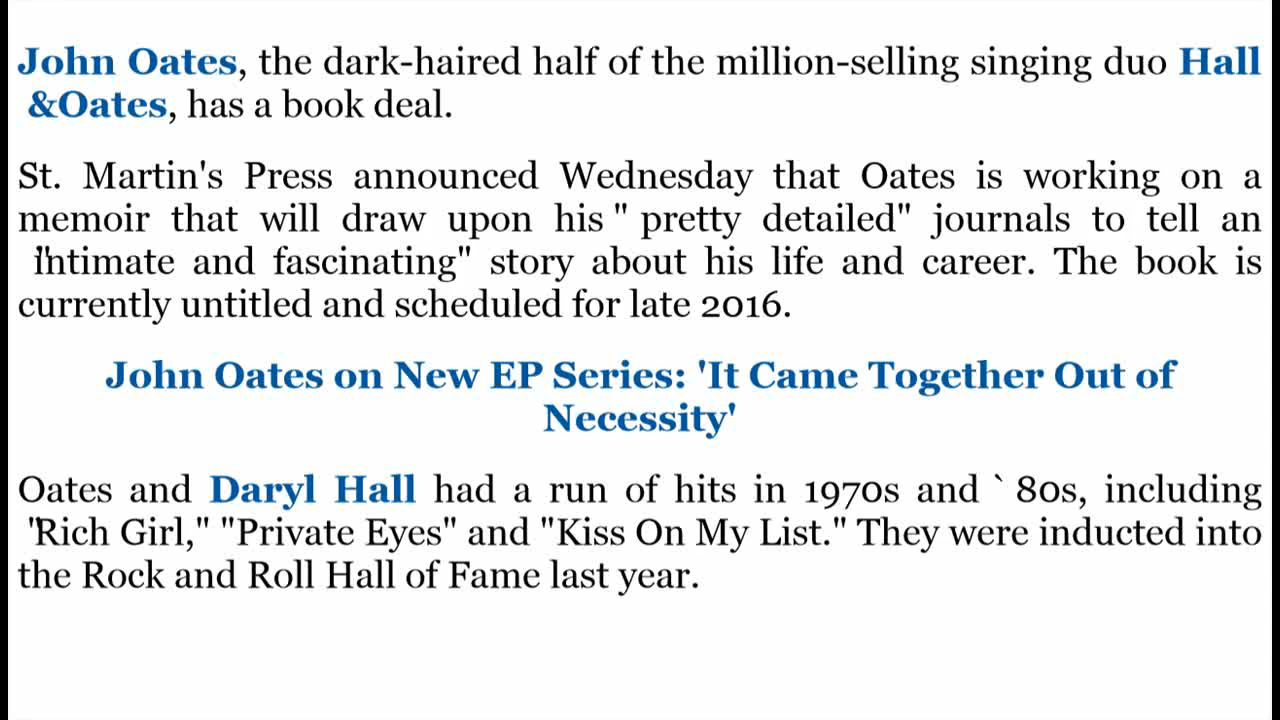 John Oates, the dark-haired half of the million-selling singing duo Hall
&Oates, has a book deal.
St. Martin's Press announced Wednesday that Oates is working on a
memoir that will draw upon his " pretty detailed" journals to tell an
"intimate and fascinating" story about his life and career. The book is
currently untitled and scheduled for late 2016.
John Oates on New EP Series: 'It Came Together Out of
Necessity'
Oates and Daryl Hall had a run of hits in 1970s and ` 80s, including
"Rich Girl," "Private Eyes" and "Kiss On My List." They were inducted into
the Rock and Roll Hall of Fame last year.